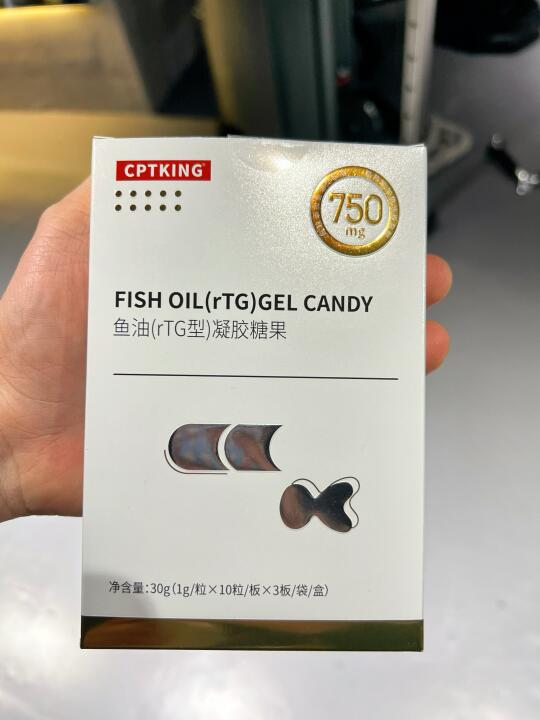 CPTKING®
750
mg
FISH OIL(rTG)GEL CANDY
鱼油(rTG型)凝胶糖果
净含量:30g(1g/粒×10粒/板×3板/袋/盒)